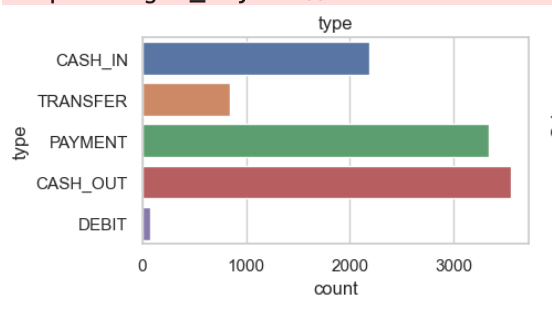 type
CASH_IN
TRANSFER
PAYMENT
CASH_OUT
DEBIT
type
0 1000 2000 3000
count